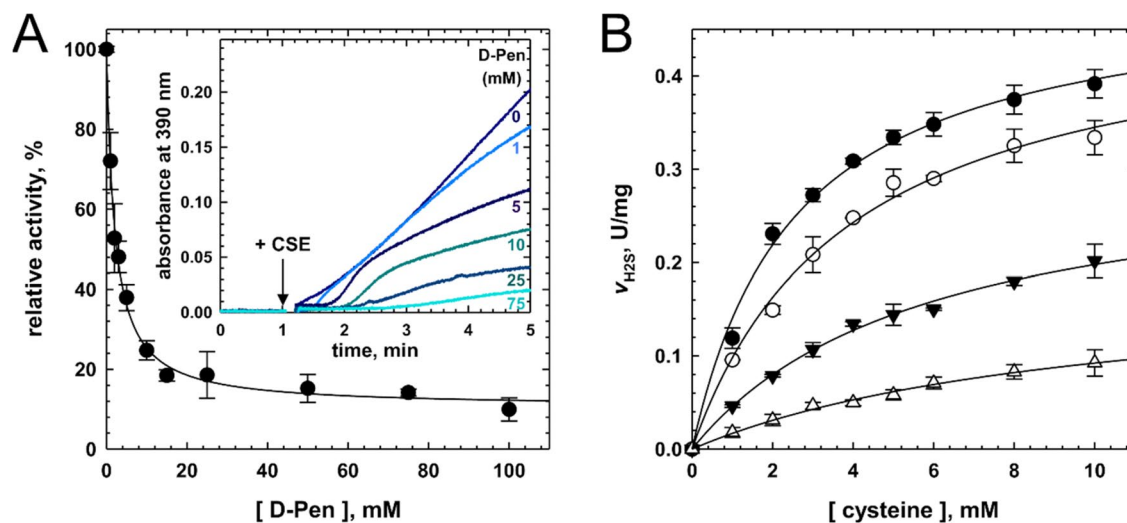 A
relative activity, %
100
80
60
40
20
0
0 20 40 60 80 100
[ D-Pen ], mM
absorbance at 390 nm
0.20
0.15
0.10
0.05
0.00
0 1 2 3 4 5
time, min
+ CSE
D-Pen
(mM)
0
1
5
10
25
75
B
vH2S, U/mg
0.4
0.3
0.2
0.1
0.0
0 2 4 6 8 10
[ cysteine ], mM